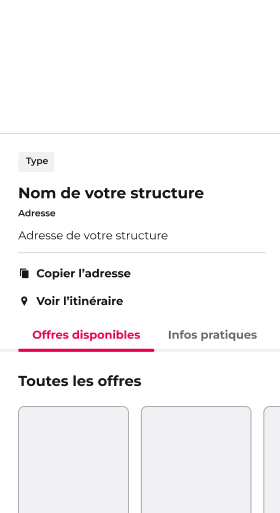 Type
Nom de votre structure
Adresse
Adresse de votre structure
Copier l’adresse
Voir l’itinéraire
Offres disponibles
Infos pratiques
Toutes les offres